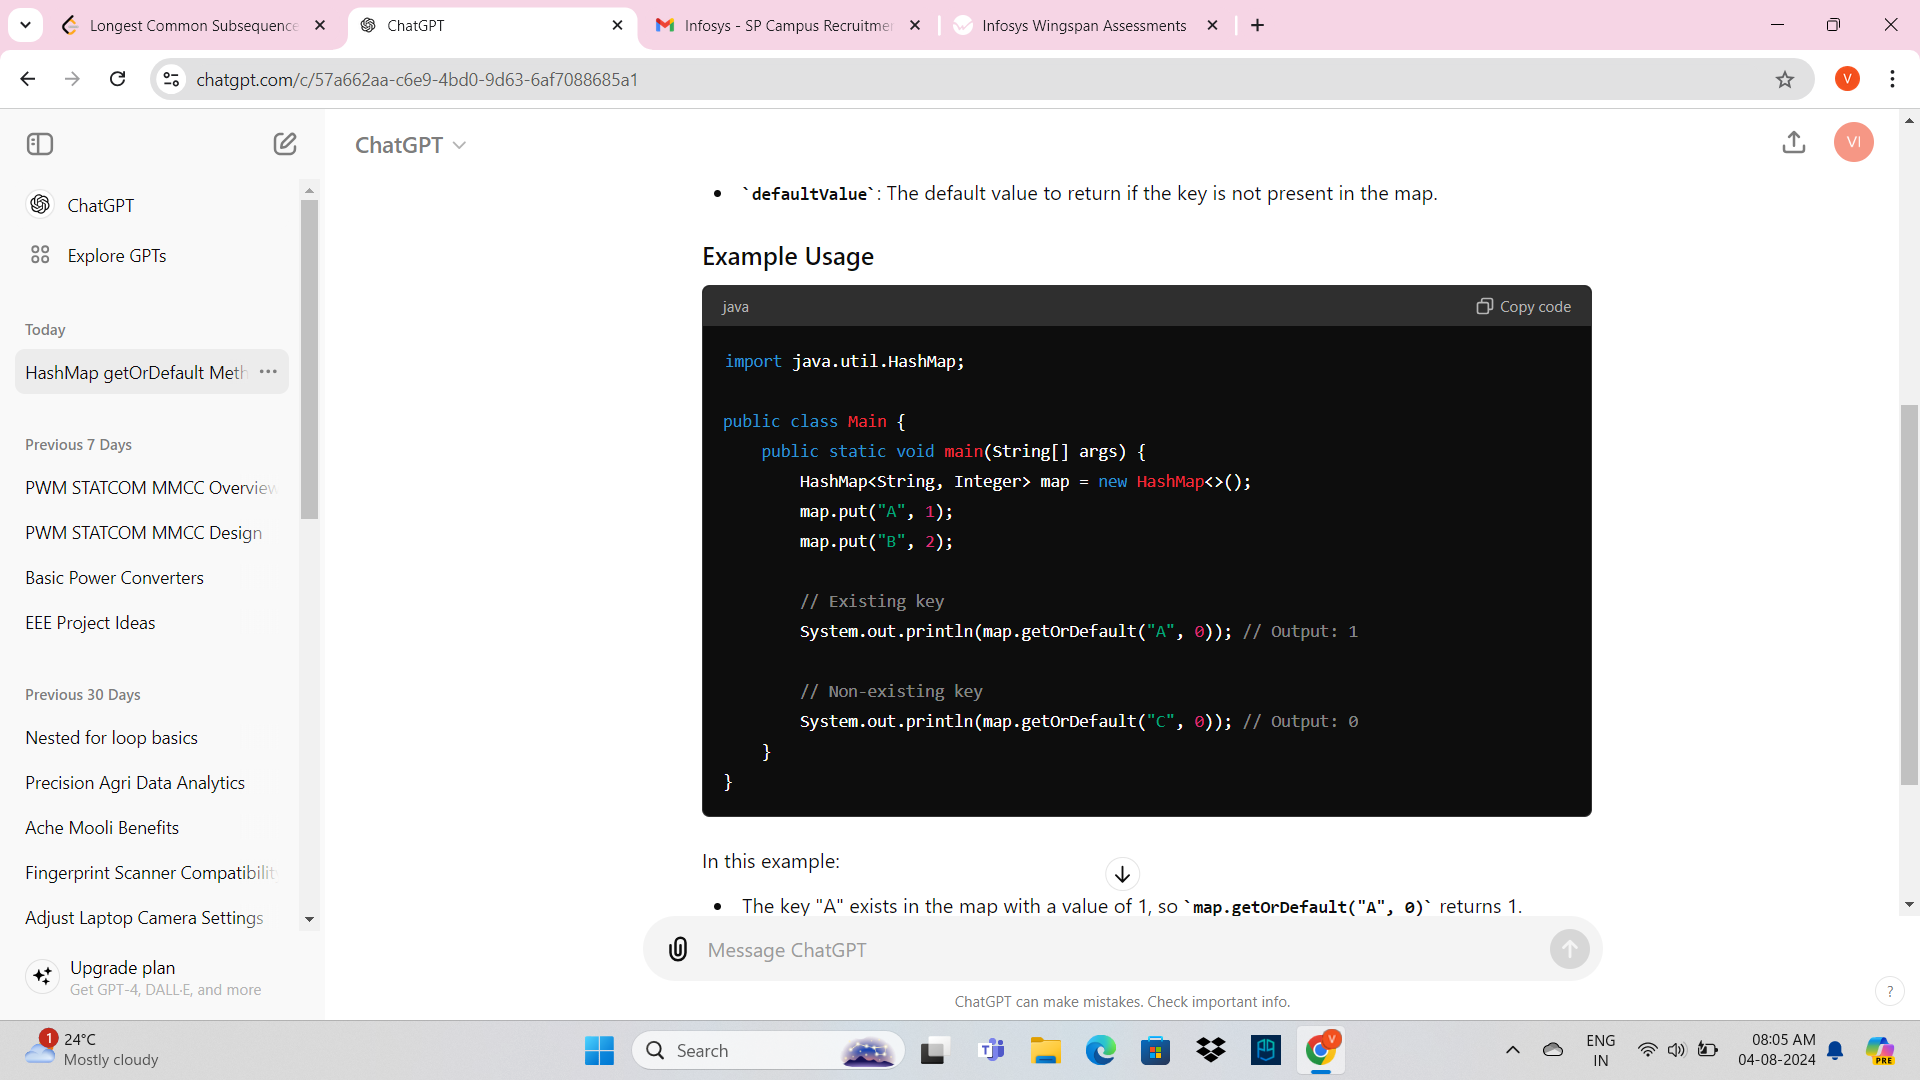 Longest Common Subsequence
ChatGPT
Infosys - SP Campus Recruitmen
Infosys Wingspan Assessments
chatgpt.com/c/57a662aa-c6e9-4bd0-9d63-6af7088685a1
V
ChatGPT
VI
ChatGPT
Explore GPTs
Today
HashMap getOrDefault Meth
Previous 7 Days
PWM STATCOM MMCC Overview
PWM STATCOM MMCC Design
Basic Power Converters
EEE Project Ideas
Previous 30 Days
Nested for loop basics
Precision Agri Data Analytics
Ache Mooli Benefits
Fingerprint Scanner Compatibilit
Adjust Laptop Camera Settings
Upgrade plan
Get GPT-4, DALL·E, and more
• `defaultValue`: The default value to return if the key is not present in the map.
Example Usage
java
Copy code
import java.util.HashMap;
public class Main {
public static void main(String[] args) {
HashMap<String, Integer> map = new HashMap<>();
map.put("A", 1);
map.put("B", 2);
// Existing key
System.out.println(map.getOrDefault("A", 0)); // Output: 1
// Non-existing key
System.out.println(map.getOrDefault("C", 0)); // Output: 0
}
}
In this example:
• The key "A" exists in the map with a value of 1, so `map.getOrDefault("A", 0)` returns 1.
Message ChatGPT
ChatGPT can make mistakes. Check important info.
?
1
24°C
Mostly cloudy
Search
V
ENG
IN
08:05 AM
04-08-2024
PRE